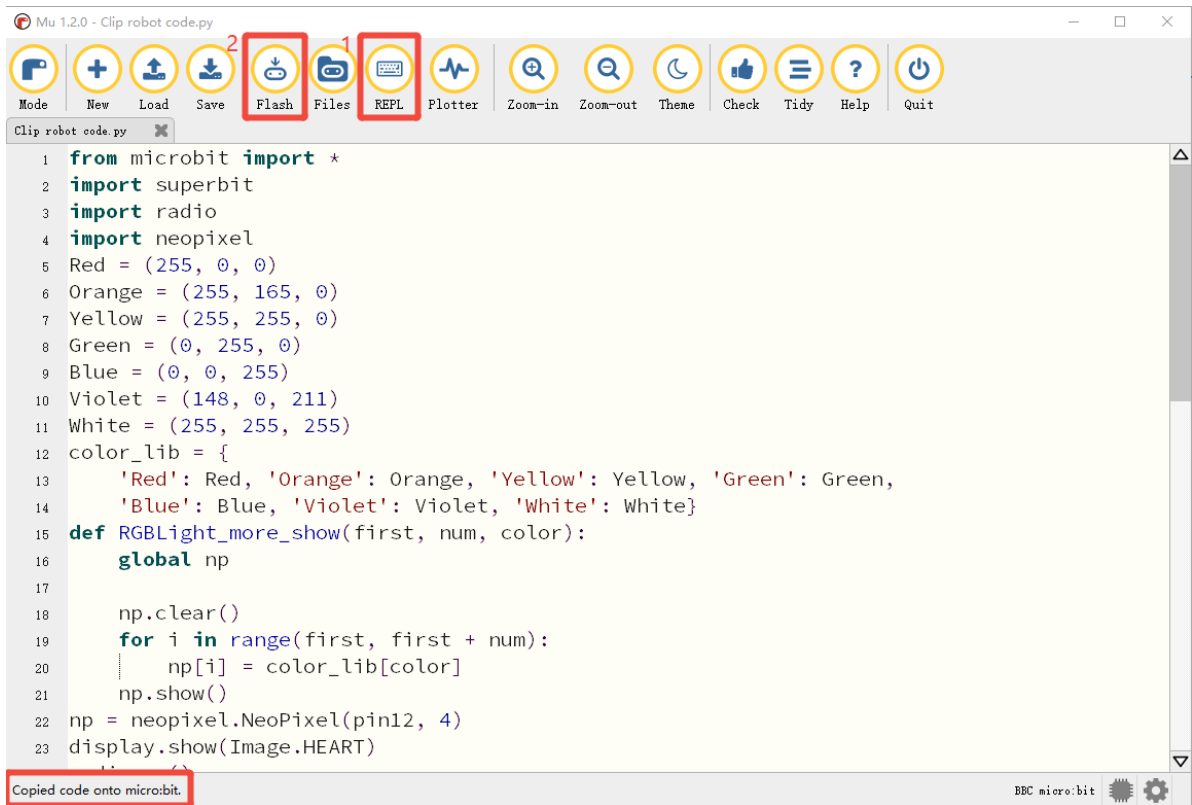 Mu 1.2.0 - Clip robot code.py
2 1
Mode New Load Save Flash Files REPL Plotter Zoom-in Zoom-out Theme Check Tidy Help Quit
Clip robot code.py
1 from microbit import *
2 import superbit
3 import radio
4 import neopixel
5 Red = (255, 0, 0)
6 Orange = (255, 165, 0)
7 Yellow = (255, 255, 0)
8 Green = (0, 255, 0)
9 Blue = (0, 0, 255)
10 Violet = (148, 0, 211)
11 White = (255, 255, 255)
12 color_lib = {
13 'Red': Red, 'Orange': Orange, 'Yellow': Yellow, 'Green': Green,
14 'Blue': Blue, 'Violet': Violet, 'White': White}
15 def RGBLight_more_show(first, num, color):
16 global np
17
18 np.clear()
19 for i in range(first, first + num):
20 np[i] = color_lib[color]
21 np.show()
22 np = neopixel.NeoPixel(pin12, 4)
23 display.show(Image.HEART)
Copied code onto micro:bit. BBC micro:bit